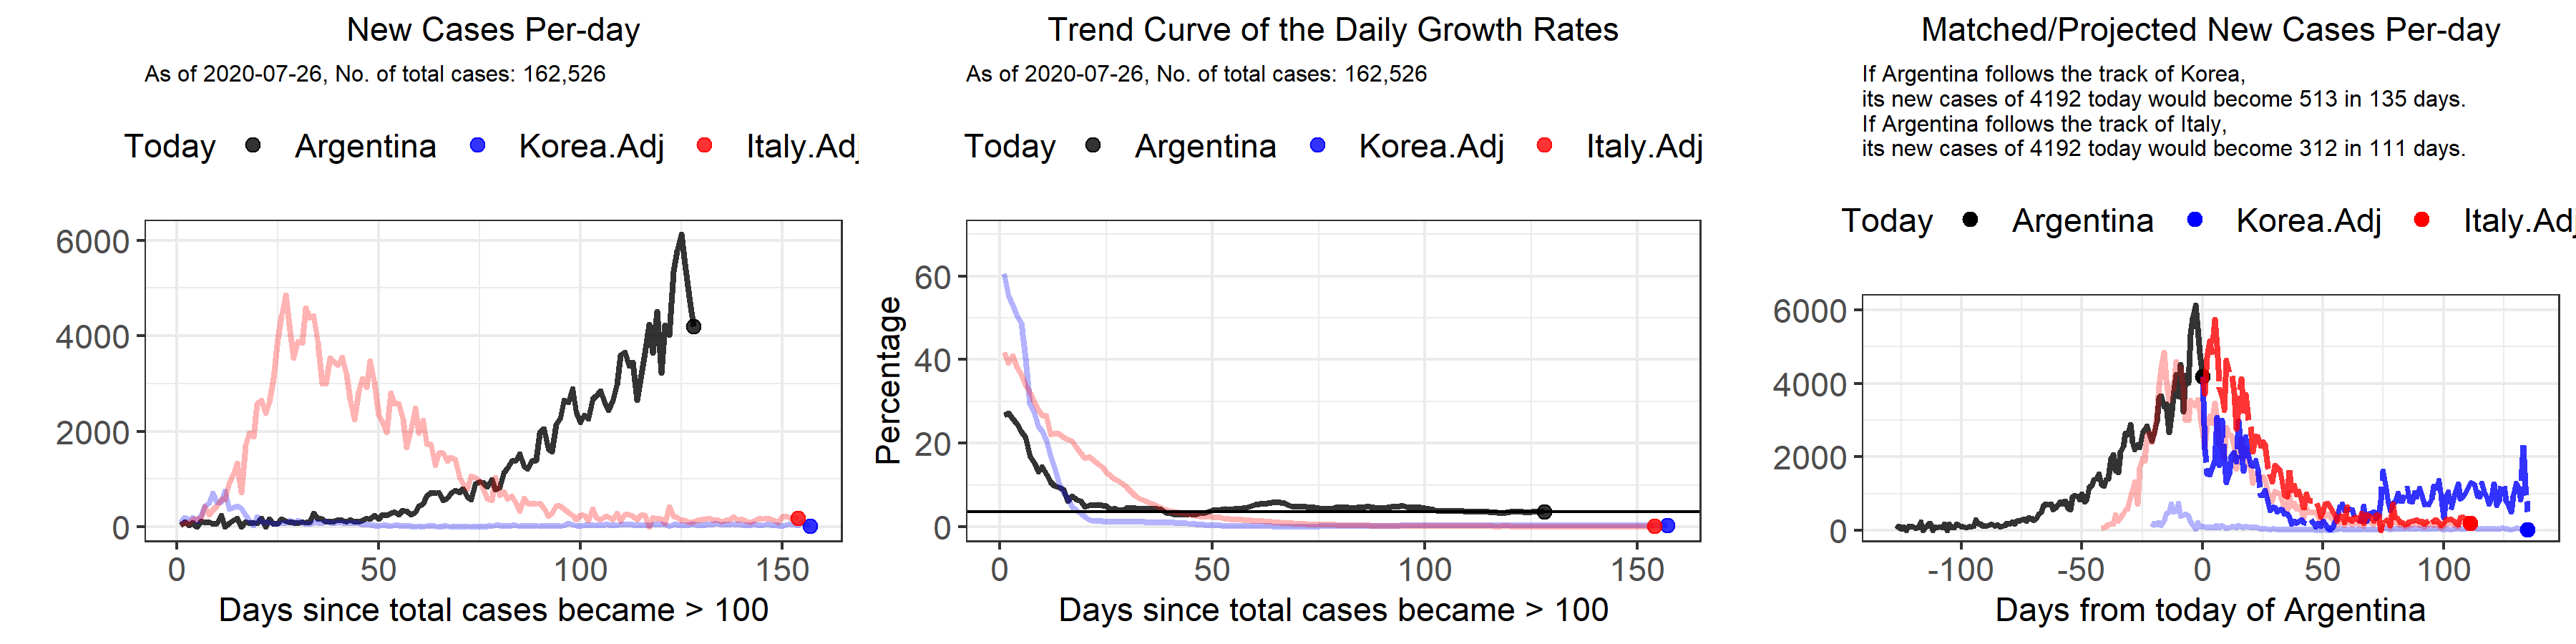 New Cases Per-day
As of 2020-07-26, No. of total cases: 162,526
Today Argentina Korea.Adj Italy.Adj
6000
4000
2000
0
0 50 100 150
Days since total cases became > 100
Trend Curve of the Daily Growth Rates
As of 2020-07-26, No. of total cases: 162,526
Today Argentina Korea.Adj Italy.Adj
Percentage
60
40
20
0
0 50 100 150
Days since total cases became > 100
Matched/Projected New Cases Per-day
If Argentina follows the track of Korea,
its new cases of 4192 today would become 513 in 135 days.
If Argentina follows the track of Italy,
its new cases of 4192 today would become 312 in 111 days.
Today Argentina Korea.Adj Italy.Adj
6000
4000
2000
0
-100 -50 0 50 100
Days from today of Argentina